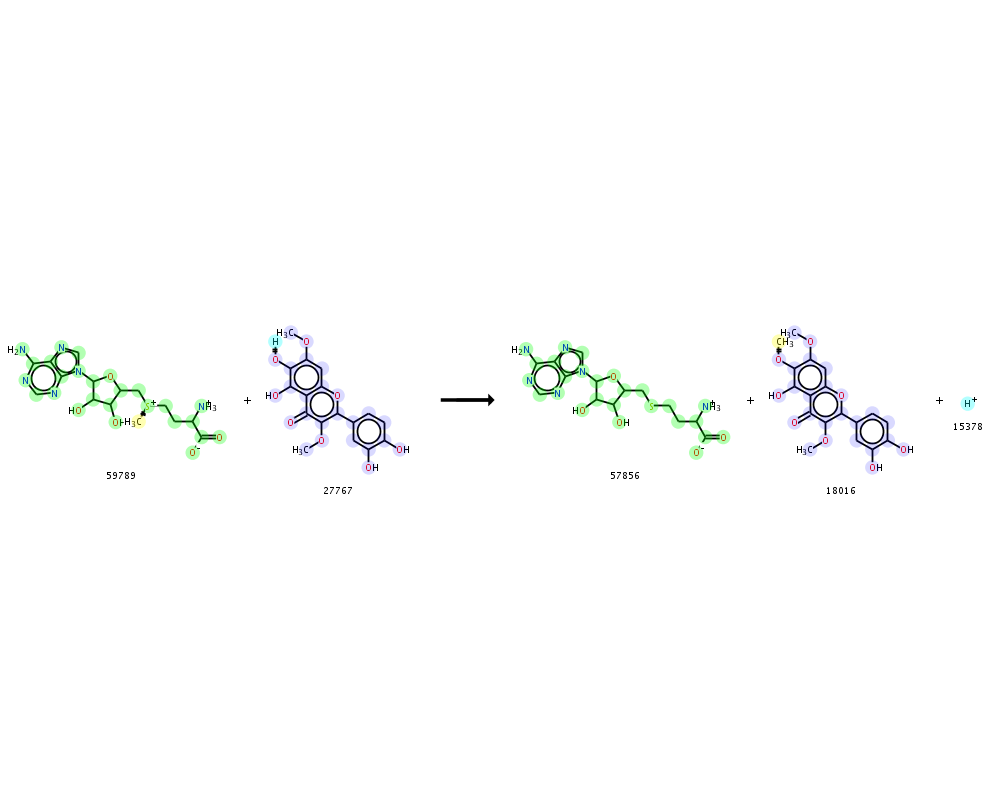 H₂N N N N N O HO OH S⁺ H₃C NH₃⁺ O O⁻
59789
+
H H₃C O O HO O O O H₃C OH OH
27767
H₂N N N N N O HO OH S NH₃⁺ O O⁻
57856
+
H₃C CH₃ O O HO O O O H₃C OH OH
18016
+
H⁺
15378